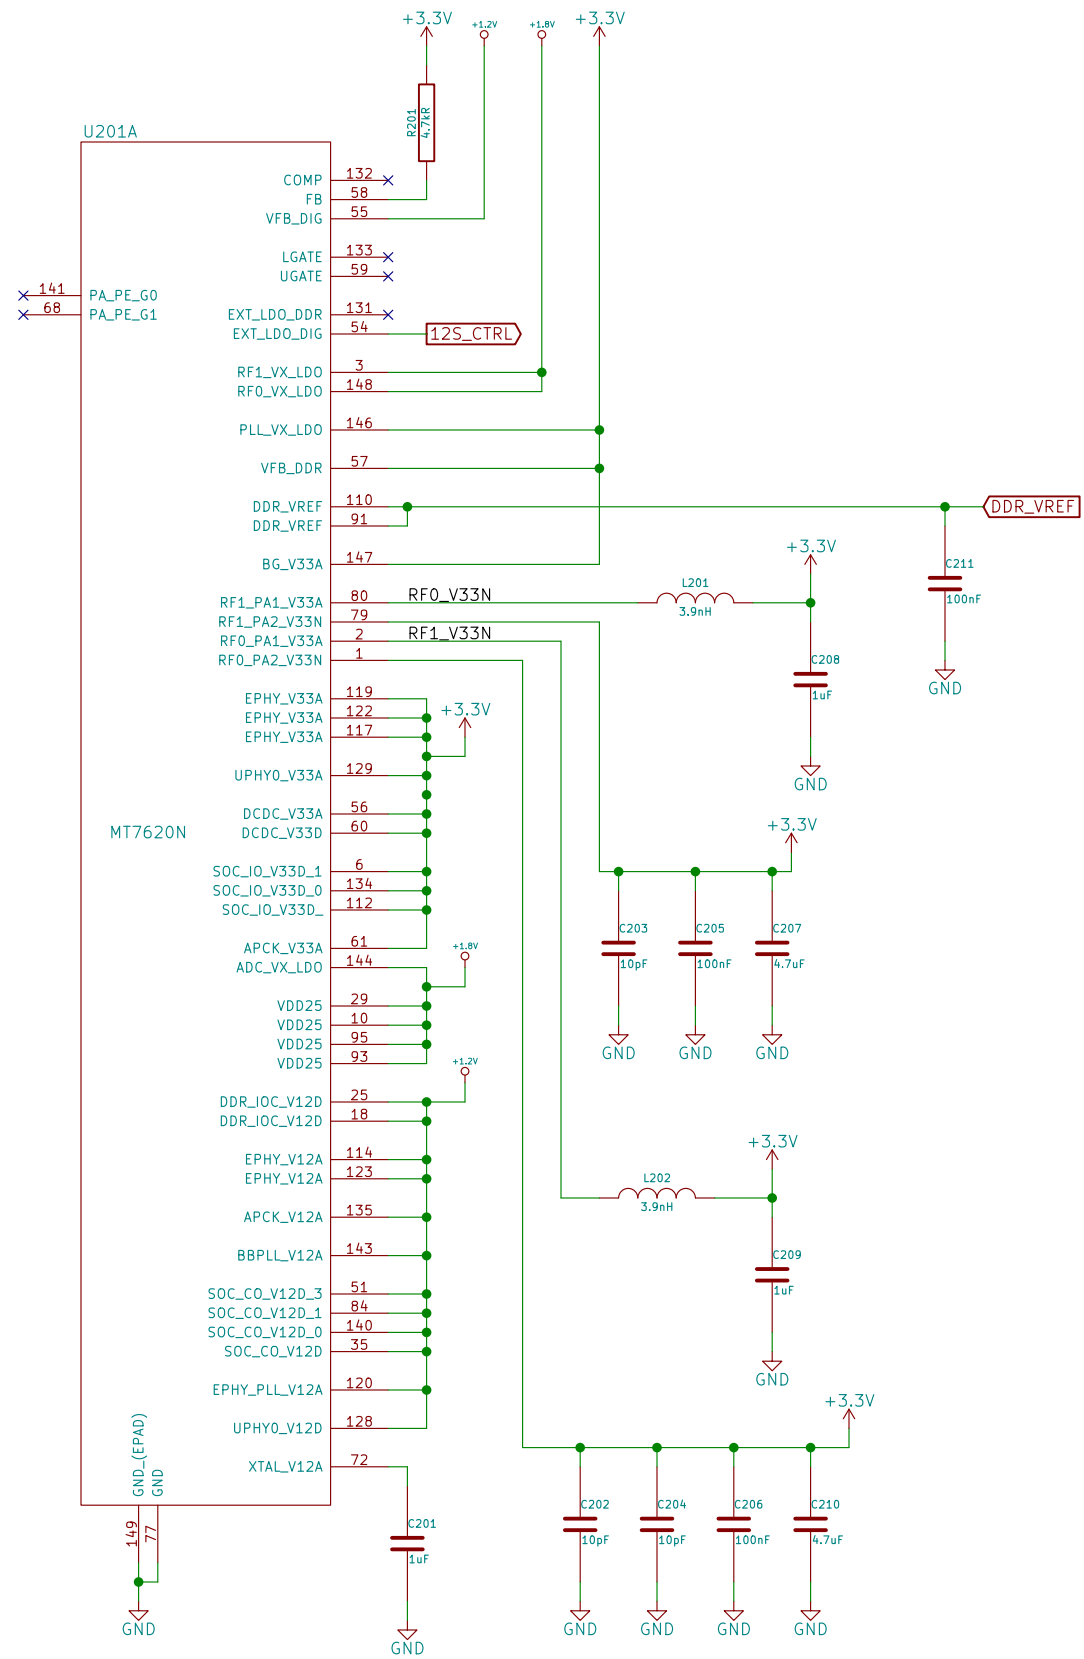 +3.3V
+1.2V
+1.8V
+3.3V
R201
4.7kR
U201A
COMP 132
FB 58
VFB_DIG 55
LGATE 133
UGATE 59
141 PA_PE_G0
68 PA_PE_G1
EXT_LDO_DDR 131
EXT_LDO_DIG 54
12S_CTRL
RF1_VX_LDO 3
RF0_VX_LDO 148
PLL_VX_LDO 146
VFB_DDR 57
DDR_VREF 110
DDR_VREF
DDR_VREF 91
BG_V33A 147
+3.3V
C211
100nF
GND
RF1_PA1_V33A 80
RF0_V33N
L201
3.9nH
RF1_PA2_V33N 79
RF0_PA1_V33A 2
RF1_V33N
RF0_PA2_V33N 1
C208
1uF
GND
EPHY_V33A 119
EPHY_V33A 122
EPHY_V33A 117
+3.3V
UPHY0_V33A 129
DCDC_V33A 56
DCDC_V33D 60
MT7620N
+3.3V
SOC_IO_V33D_1 6
SOC_IO_V33D_0 134
SOC_IO_V33D_ 112
APCK_V33A 61
ADC_VX_LDO 144
+1.8V
C203
10pF
GND
C205
100nF
GND
C207
4.7uF
GND
VDD25 29
VDD25 10
VDD25 95
VDD25 93
+1.2V
DDR_IOC_V12D 25
DDR_IOC_V12D 18
EPHY_V12A 114
EPHY_V12A 123
+3.3V
L202
3.9nH
APCK_V12A 135
BBPLL_V12A 143
C209
1uF
GND
SOC_CO_V12D_3 51
SOC_CO_V12D_1 84
SOC_CO_V12D_0 140
SOC_CO_V12D 35
EPHY_PLL_V12A 120
+3.3V
UPHY0_V12D 128
XTAL_V12A 72
GND_(EPAD)
149
GND
77
GND
C201
1uF
GND
C202
10pF
GND
C204
10pF
GND
C206
100nF
GND
C210
4.7uF
GND